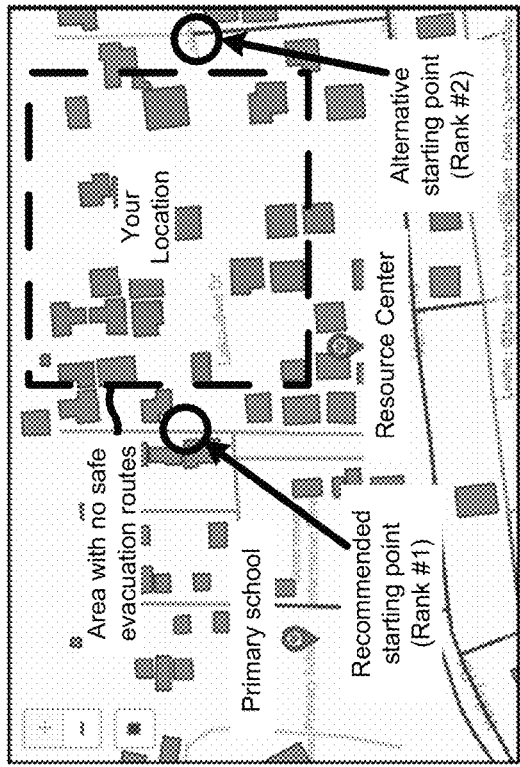 Area with no safe
evacuation routes
Your
Location
Primary school
Recommended
starting point
(Rank #1)
Resource Center
Alternative
starting point
(Rank #2)